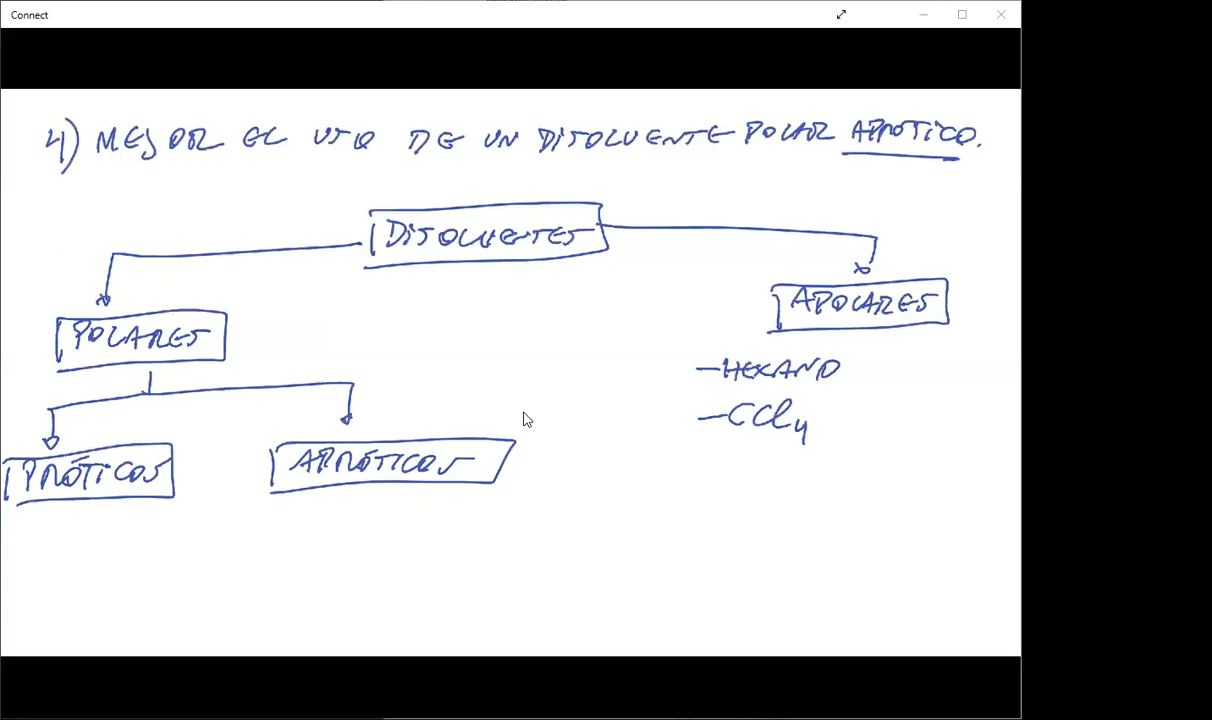 Connect
4) MEJOR EL USO DE UN DISOLVENTE POLAR APRÓTICO.
DISOLVENTES
APOLARES
POLARES
-HEXANO
-CCl4
PRÓTICOS
APRÓTICOS